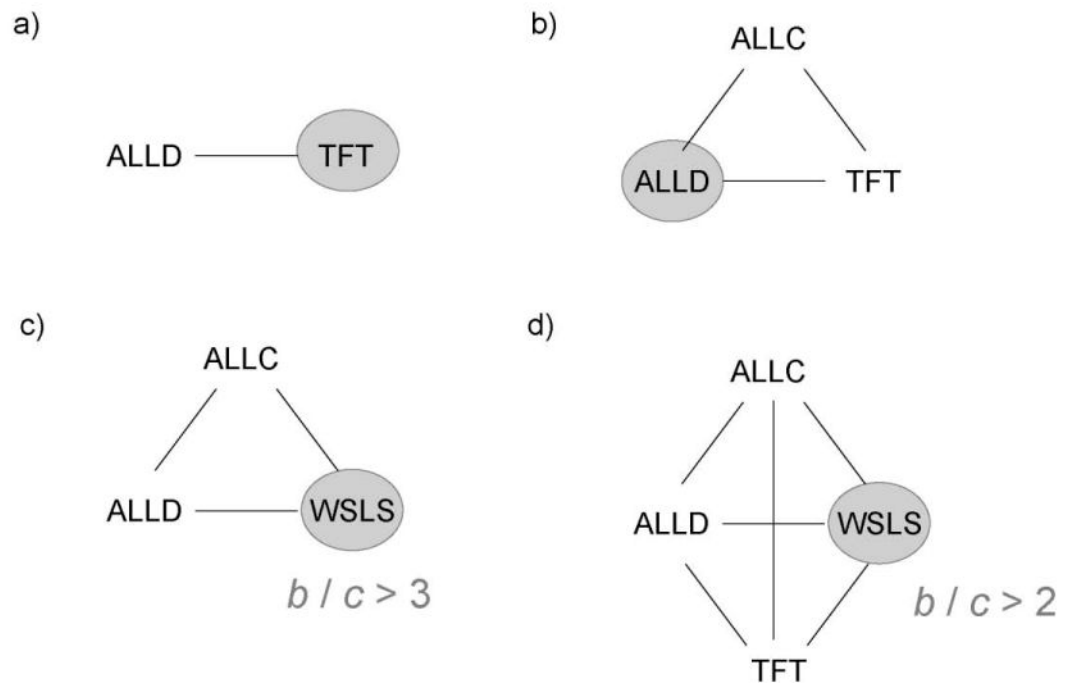 a)
ALLD
TFT
b)
ALLC
ALLD
TFT
c)
ALLC
ALLD
WSLS
b / c > 3
d)
ALLC
ALLD
WSLS
b / c > 2
TFT